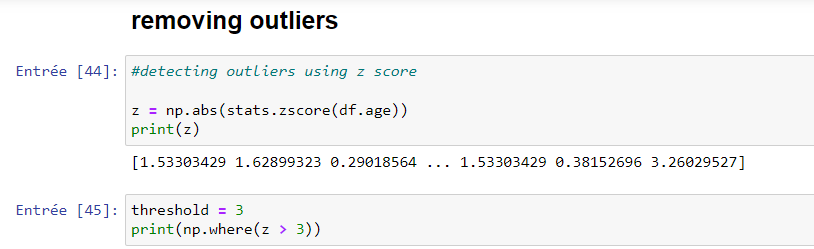 removing outliers
Entrée [44]: #detecting outliers using z score
z = np.abs(stats.zscore(df.age))
print(z)
[1.53303429 1.62899323 0.29018564 ... 1.53303429 0.38152696 3.26029527]
Entrée [45]: threshold = 3
print(np.where(z > 3))